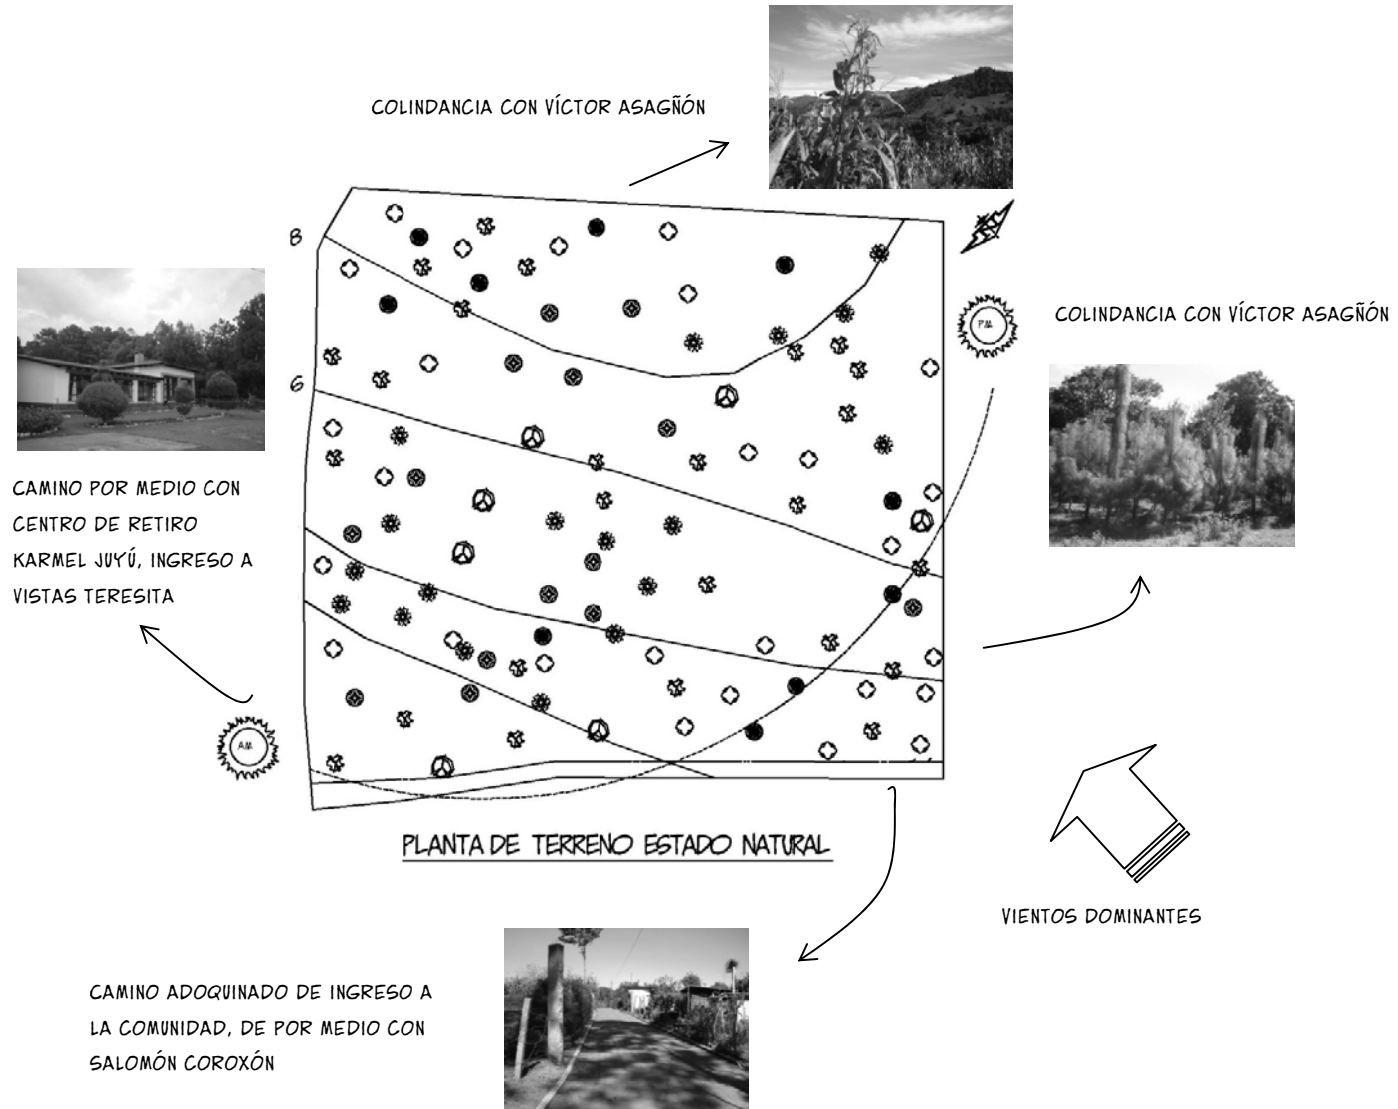 COLINDANCIA CON VÍCTOR ASAGÑÓN
8
PM
COLINDANCIA CON VÍCTOR ASAGÑÓN
6
CAMINO POR MEDIO CON
CENTRO DE RETIRO
KARMEL JUYÚ, INGRESO A
VISTAS TERESITA
AM
PLANTA DE TERRENO ESTADO NATURAL
VIENTOS DOMINANTES
CAMINO ADOQUINADO DE INGRESO A
LA COMUNIDAD, DE POR MEDIO CON
SALOMÓN COROXÓN